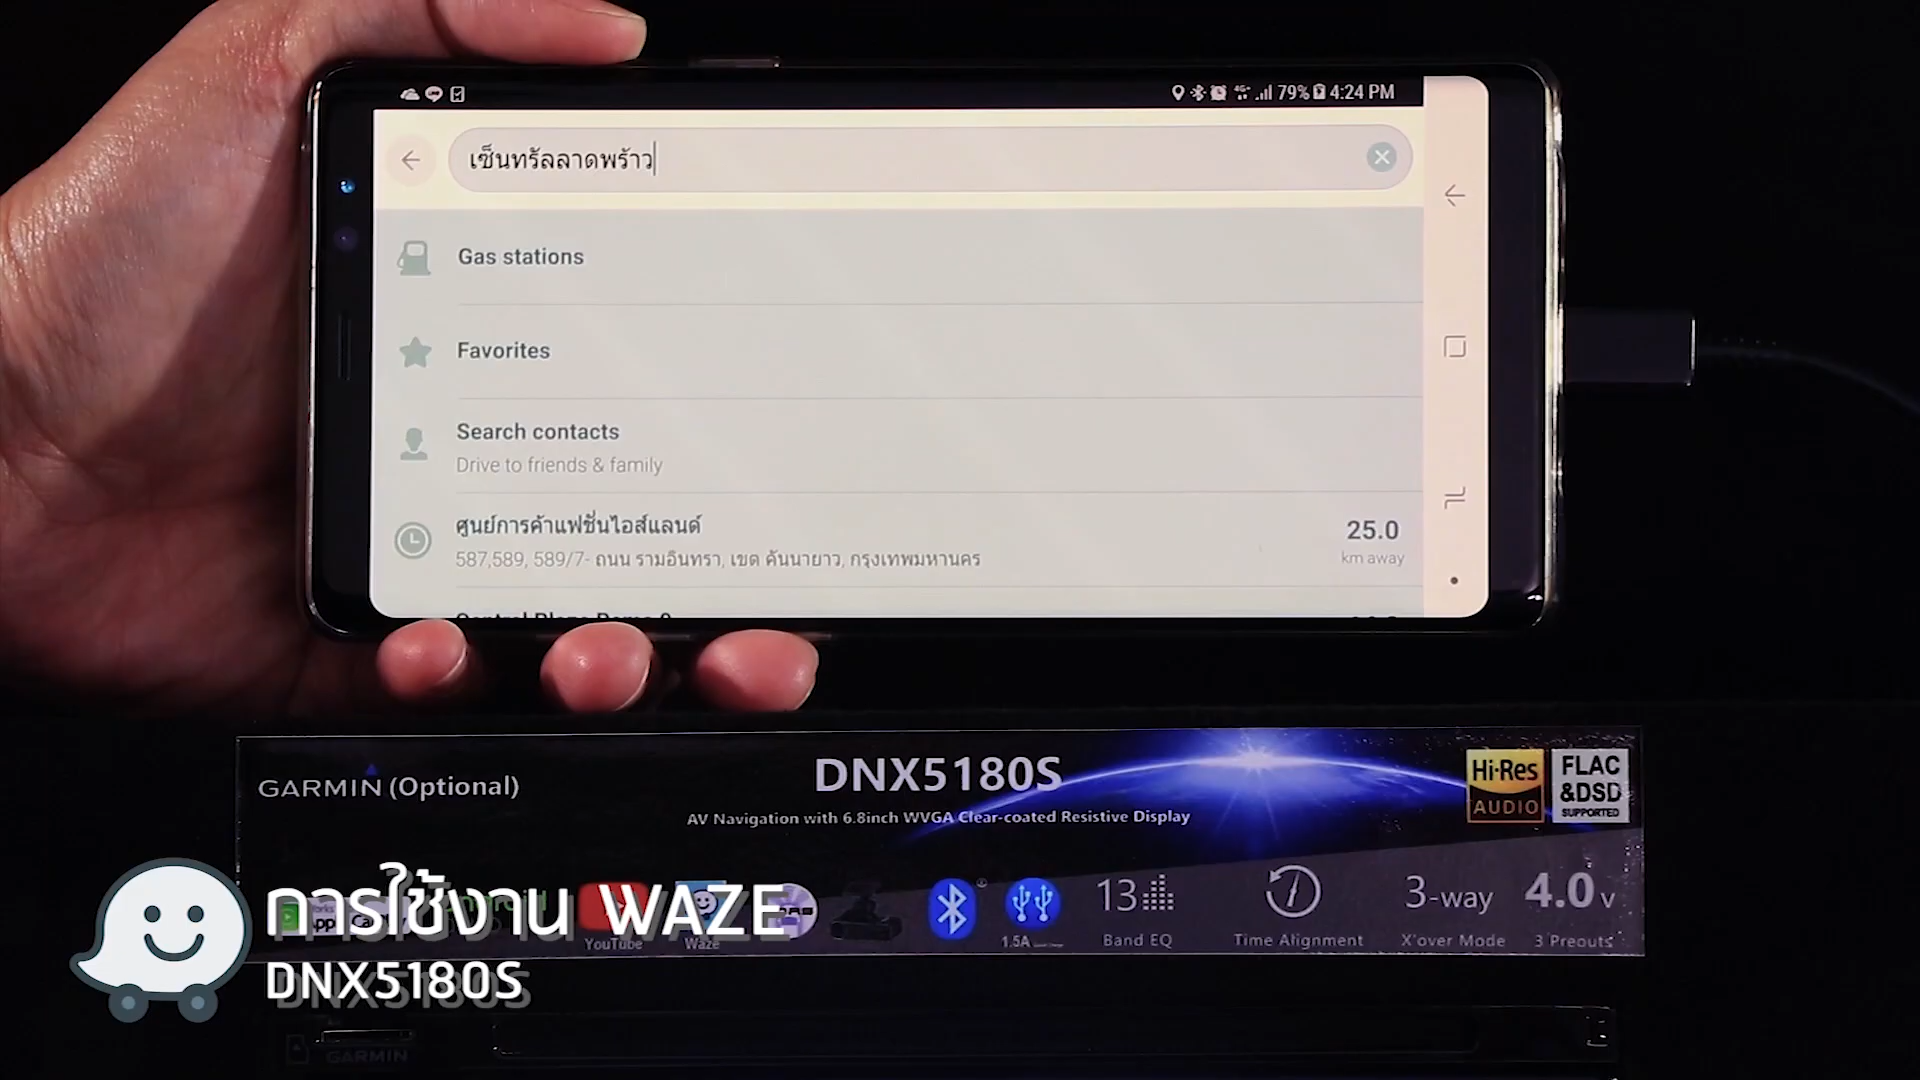 4G+ 79% 4:24 PM
เซ็นทรัลลาดพร้าว
Gas stations
Favorites
Search contacts
Drive to friends & family
ศูนย์การค้าแฟชั่นไอส์แลนด์
25.0
587,589, 589/7- ถนน รามอินทรา, เขต คันนายาว, กรุงเทพมหานคร
km away
GARMIN (Optional)
DNX5180S
AV Navigation with 6.8inch WVGA Clear-coated Resistive Display
Hi-Res
AUDIO
FLAC
&DSD
SUPPORTED
YouTube
Waze
1.5A
13
Band EQ
Time Alignment
3-way
X'over Mode
4.0 v
3 Preouts
การใช้งาน WAZE
DNX5180S
GARMIN